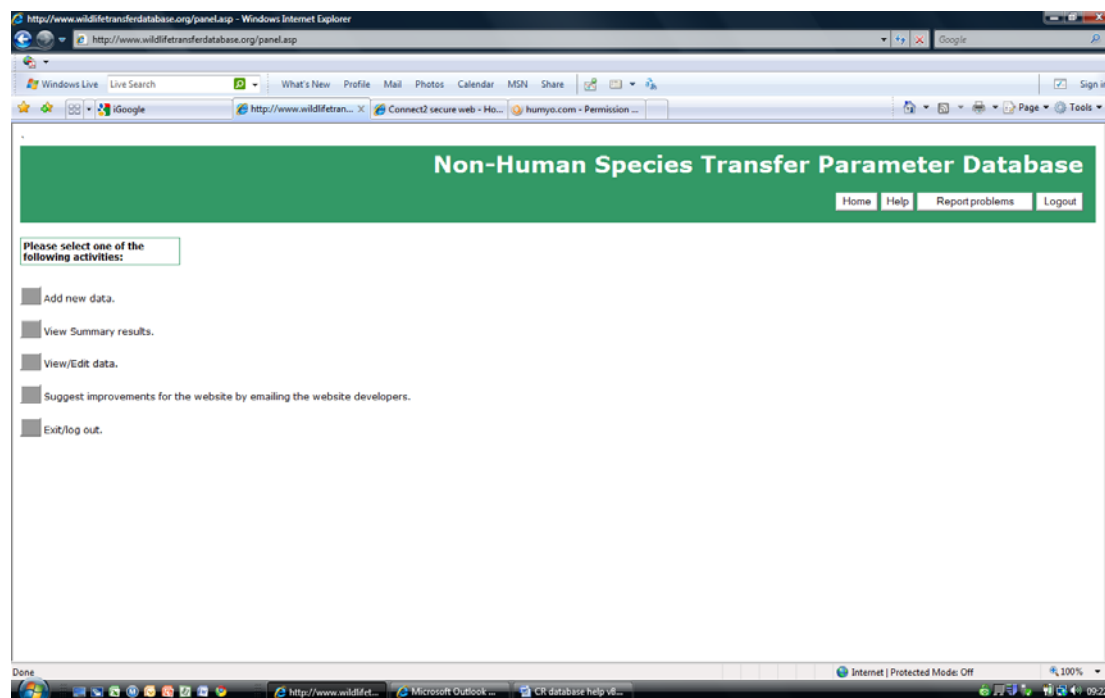 http://www.wildlifetransferdatabase.org/panel.asp - Windows Internet Explorer
http://www.wildlifetransferdatabase.org/panel.asp
Google
Windows Live
Live Search
What's New Profile Mail Photos Calendar MSN Share
Sign in
iGoogle
http://www.wildlifetran...
Connect2 secure web - Ho...
humyo.com - Permission ...
Page
Tools
Non-Human Species Transfer Parameter Database
Home Help Report problems Logout
Please select one of the
following activities:
Add new data.
View Summary results.
View/Edit data.
Suggest improvements for the website by emailing the website developers.
Exit/log out.
Done
Internet | Protected Mode: Off
100%
http://www.wildlifet...
Microsoft Outlook ...
CR database help v8...